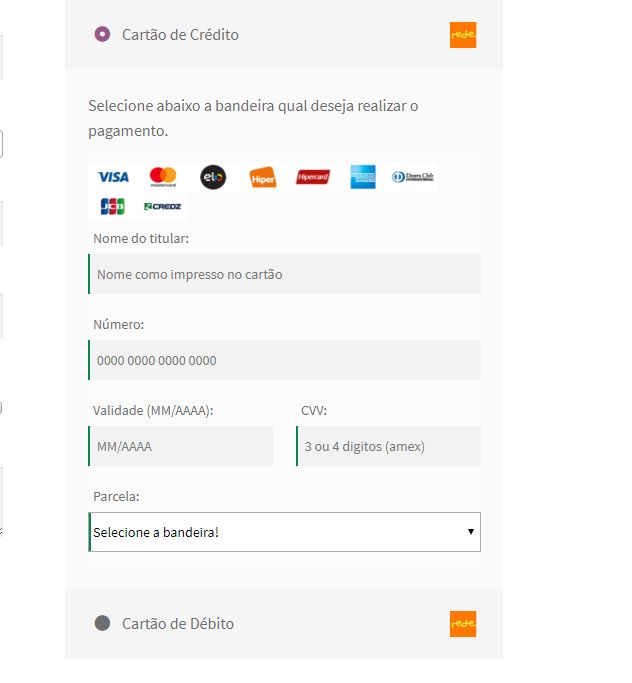 Cartão de Crédito rede
Selecione abaixo a bandeira qual deseja realizar o
pagamento.
VISA mastercard elo Hiper Hipercard AMERICAN EXPRESS Diners Club INTERNATIONAL
JCB CREDZ
Nome do titular:
Nome como impresso no cartão
Número:
0000 0000 0000 0000
Validade (MM/AAAA): CVV:
MM/AAAA 3 ou 4 digitos (amex)
Parcela:
Selecione a bandeira!
Cartão de Débito rede